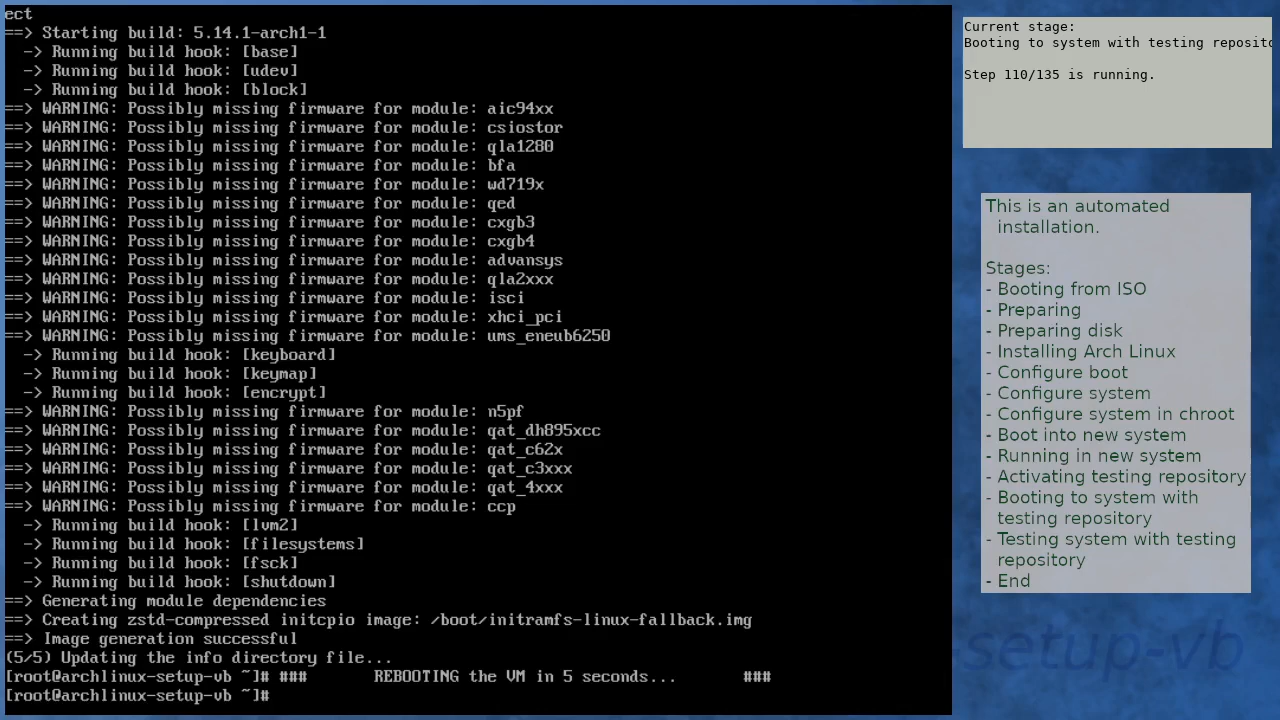 ect
==> Starting build: 5.14.1-arch1-1
  -> Running build hook: [base]
  -> Running build hook: [udev]
  -> Running build hook: [block]
==> WARNING: Possibly missing firmware for module: aic94xx
==> WARNING: Possibly missing firmware for module: csiostor
==> WARNING: Possibly missing firmware for module: qla1280
==> WARNING: Possibly missing firmware for module: bfa
==> WARNING: Possibly missing firmware for module: wd719x
==> WARNING: Possibly missing firmware for module: qed
==> WARNING: Possibly missing firmware for module: cxgb3
==> WARNING: Possibly missing firmware for module: cxgb4
==> WARNING: Possibly missing firmware for module: advansys
==> WARNING: Possibly missing firmware for module: qla2xxx
==> WARNING: Possibly missing firmware for module: isci
==> WARNING: Possibly missing firmware for module: xhci_pci
==> WARNING: Possibly missing firmware for module: ums_eneub6250
  -> Running build hook: [keyboard]
  -> Running build hook: [keymap]
  -> Running build hook: [encrypt]
==> WARNING: Possibly missing firmware for module: n5pf
==> WARNING: Possibly missing firmware for module: qat_dh895xcc
==> WARNING: Possibly missing firmware for module: qat_c62x
==> WARNING: Possibly missing firmware for module: qat_c3xxx
==> WARNING: Possibly missing firmware for module: qat_4xxx
==> WARNING: Possibly missing firmware for module: ccp
  -> Running build hook: [lvm2]
  -> Running build hook: [filesystems]
  -> Running build hook: [fsck]
  -> Running build hook: [shutdown]
==> Generating module dependencies
==> Creating zstd-compressed initcpio image: /boot/initramfs-linux-fallback.img
==> Image generation successful
(5/5) Updating the info directory file...
[root@archlinux-setup-vb ~]# ###       REBOOTING the VM in 5 seconds...       ###
[root@archlinux-setup-vb ~]#
Current stage:
Booting to system with testing reposito
Step 110/135 is running.
This is an automated
installation.
Stages:
- Booting from ISO
- Preparing
- Preparing disk
- Installing Arch Linux
- Configure boot
- Configure system
- Configure system in chroot
- Boot into new system
- Running in new system
- Activating testing repository
- Booting to system with
testing repository
- Testing system with testing
repository
- End
-setup-vb